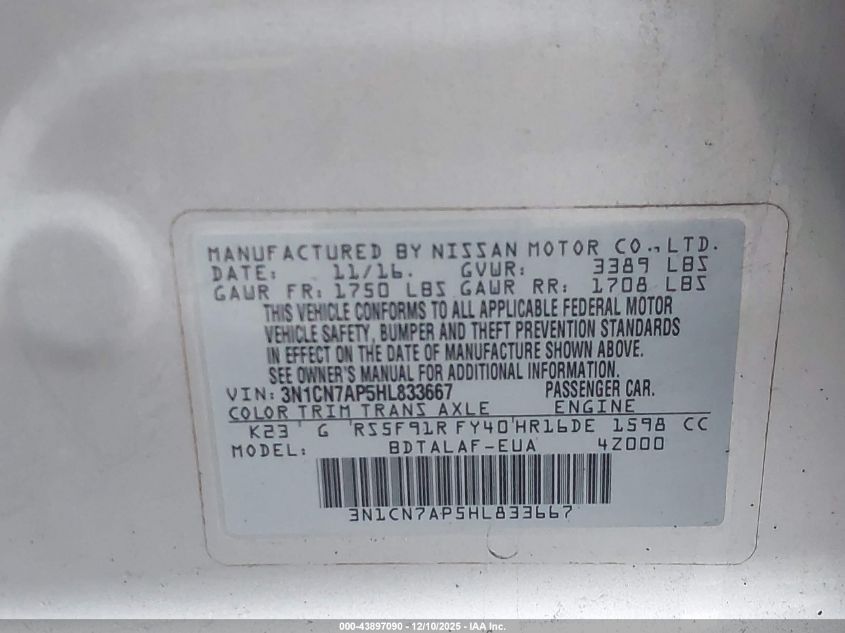 MANUFACTURED BY NISSAN MOTOR CO., LTD.
DATE: 11/16. GVWR: 3389 LBS
GAWR FR: 1750 LBS GAWR RR: 1708 LBS
THIS VEHICLE CONFORMS TO ALL APPLICABLE FEDERAL MOTOR
VEHICLE SAFETY, BUMPER AND THEFT PREVENTION STANDARDS
IN EFFECT ON THE DATE OF MANUFACTURE SHOWN ABOVE.
SEE OWNER'S MANUAL FOR ADDITIONAL INFORMATION.
VIN: 3N1CN7AP5HL833667 PASSENGER CAR.
COLOR TRIM TRANS AXLE ENGINE
K23 G RS5F91R FY40 HR16DE 1598 CC
MODEL: BDTALAF-EUA 4Z000
3N1CN7AP5HL833667
000-43897090 - 12/10/2025 - IAA Inc.